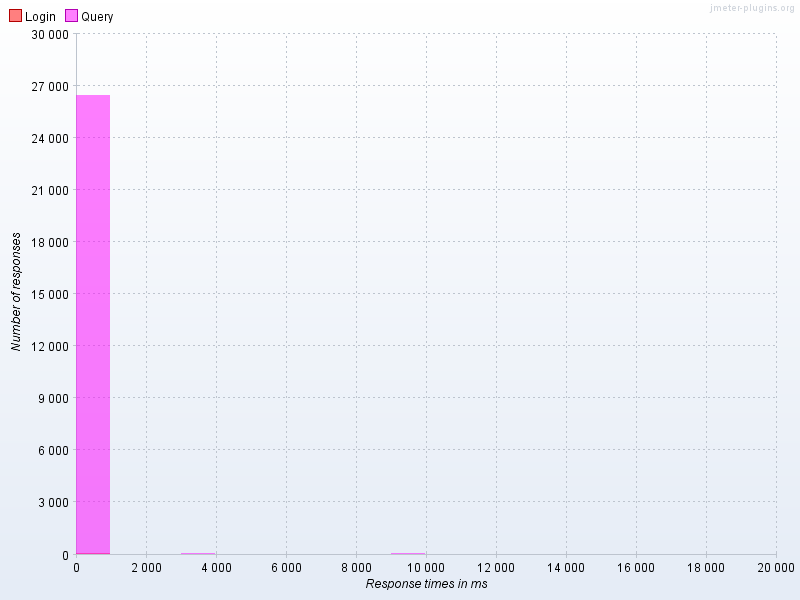 jmeter-plugins.org
Login Query
30 000
27 000
24 000
21 000
18 000
15 000
12 000
9 000
6 000
3 000
0
Number of responses
0 2 000 4 000 6 000 8 000 10 000 12 000 14 000 16 000 18 000 20 000
Response times in ms